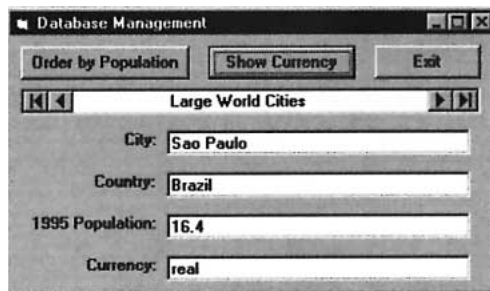 Database Management
Order by Population Show Currency Exit
Large World Cities
City: Sao Paulo
Country: Brazil
1995 Population: 16.4
Currency: real